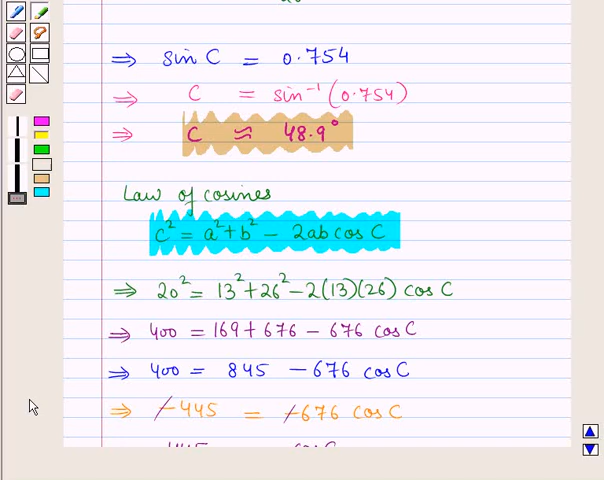 ⇒ sin C = 0.754
⇒ C = sin⁻¹(0.754)
⇒ C ≈ 48.9°
Law of cosines
c² = a² + b² − 2ab cos C
⇒ 20² = 13² + 26² − 2(13)(26) cos C
⇒ 400 = 169 + 676 − 676 cos C
⇒ 400 = 845 − 676 cos C
⇒ −445 = −676 cos C